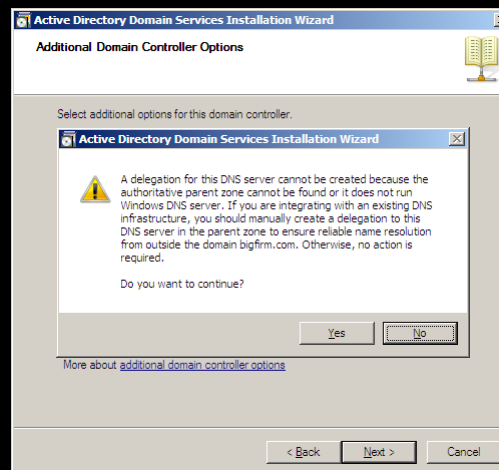 Active Directory Domain Services Installation Wizard
Additional Domain Controller Options
Select additional options for this domain controller.
Active Directory Domain Services Installation Wizard
A delegation for this DNS server cannot be created because the
authoritative parent zone cannot be found or it does not run
Windows DNS server. If you are integrating with an existing DNS
infrastructure, you should manually create a delegation to this
DNS server in the parent zone to ensure reliable name resolution
from outside the domain bigfirm.com. Otherwise, no action is
required.
Do you want to continue?
Yes No
More about additional domain controller options
< Back Next > Cancel